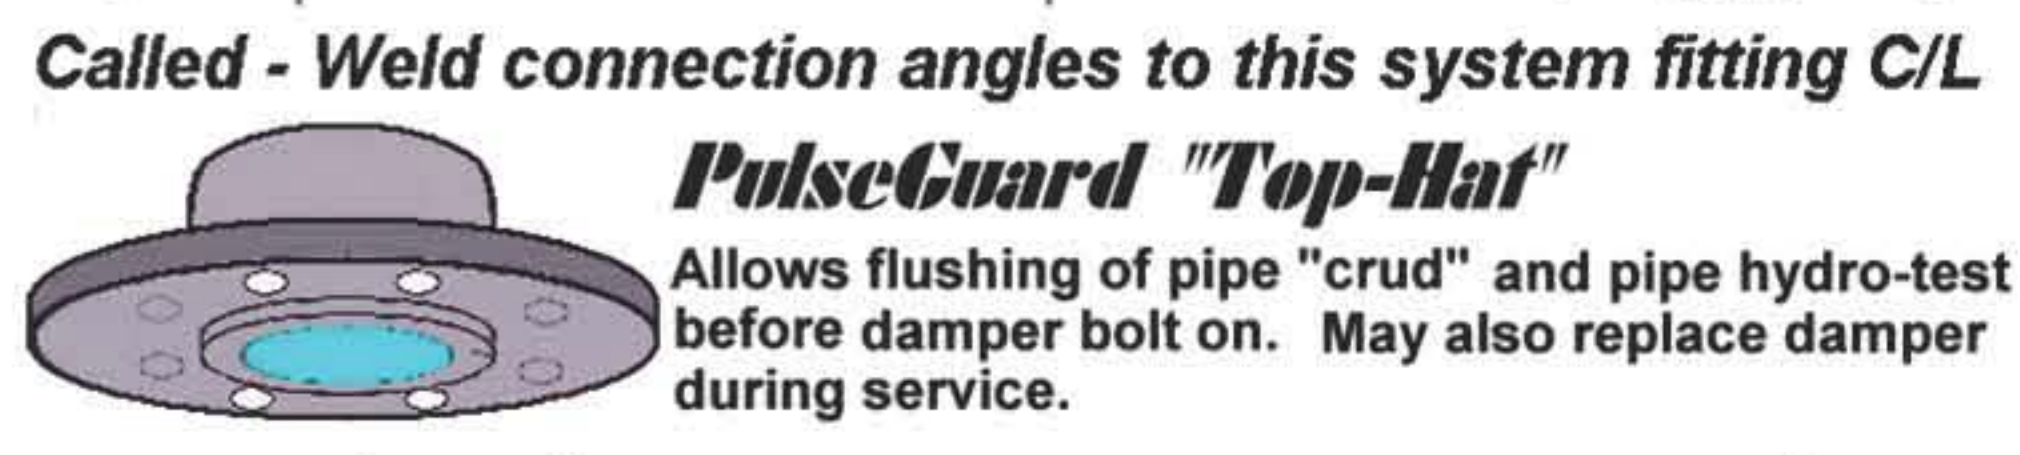 Called - Weld connection angles to this system fitting C/L
PulseGuard "Top-Hat"
Allows flushing of pipe "crud" and pipe hydro-test
before damper bolt on. May also replace damper
during service.